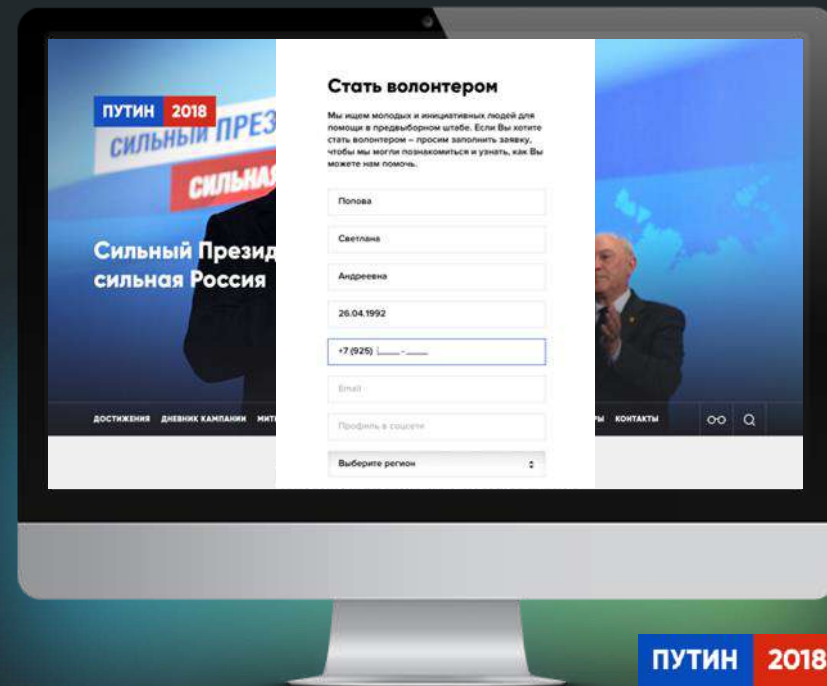 ПУТИН 2018
СИЛЬНЫЙ ПРЕЗ
СИЛЬНАЯ
Сильный Презид
сильная Россия
Стать волонтером
Мы ищем молодых и инициативных людей для
помощи в предвыборном штабе. Если Вы хотите
стать волонтером – просим заполнить заявку,
чтобы мы могли познакомиться и узнать, как Вы
можете нам помочь.
Попова
Светлана
Андреевна
26.04.1992
+7 (925) ___-____
Email
Профиль в соцсети
Выберите регион
ДОСТИЖЕНИЯ ДНЕВНИК КАМПАНИИ КОНТАКТЫ
ПУТИН 2018